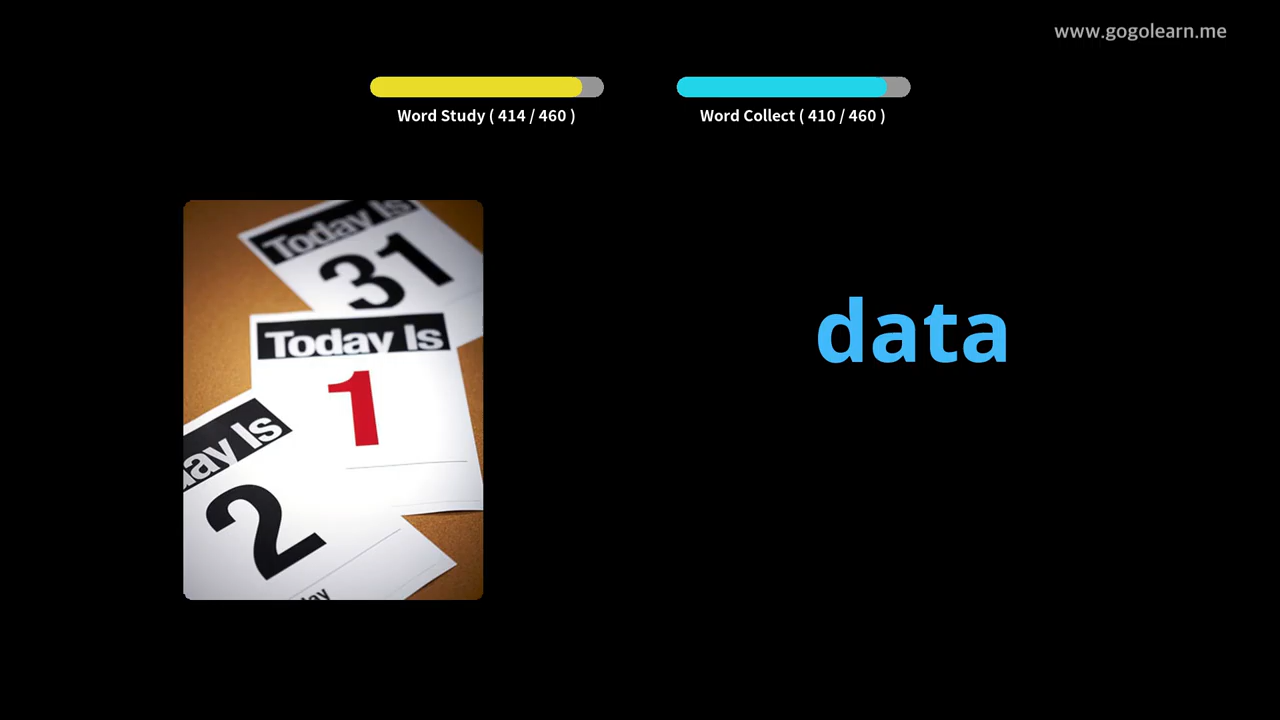 www.gogolearn.me
Word Study ( 414 / 460 )
Word Collect ( 410 / 460 )
Today Is
31
Today Is
1
ay Is
2
data